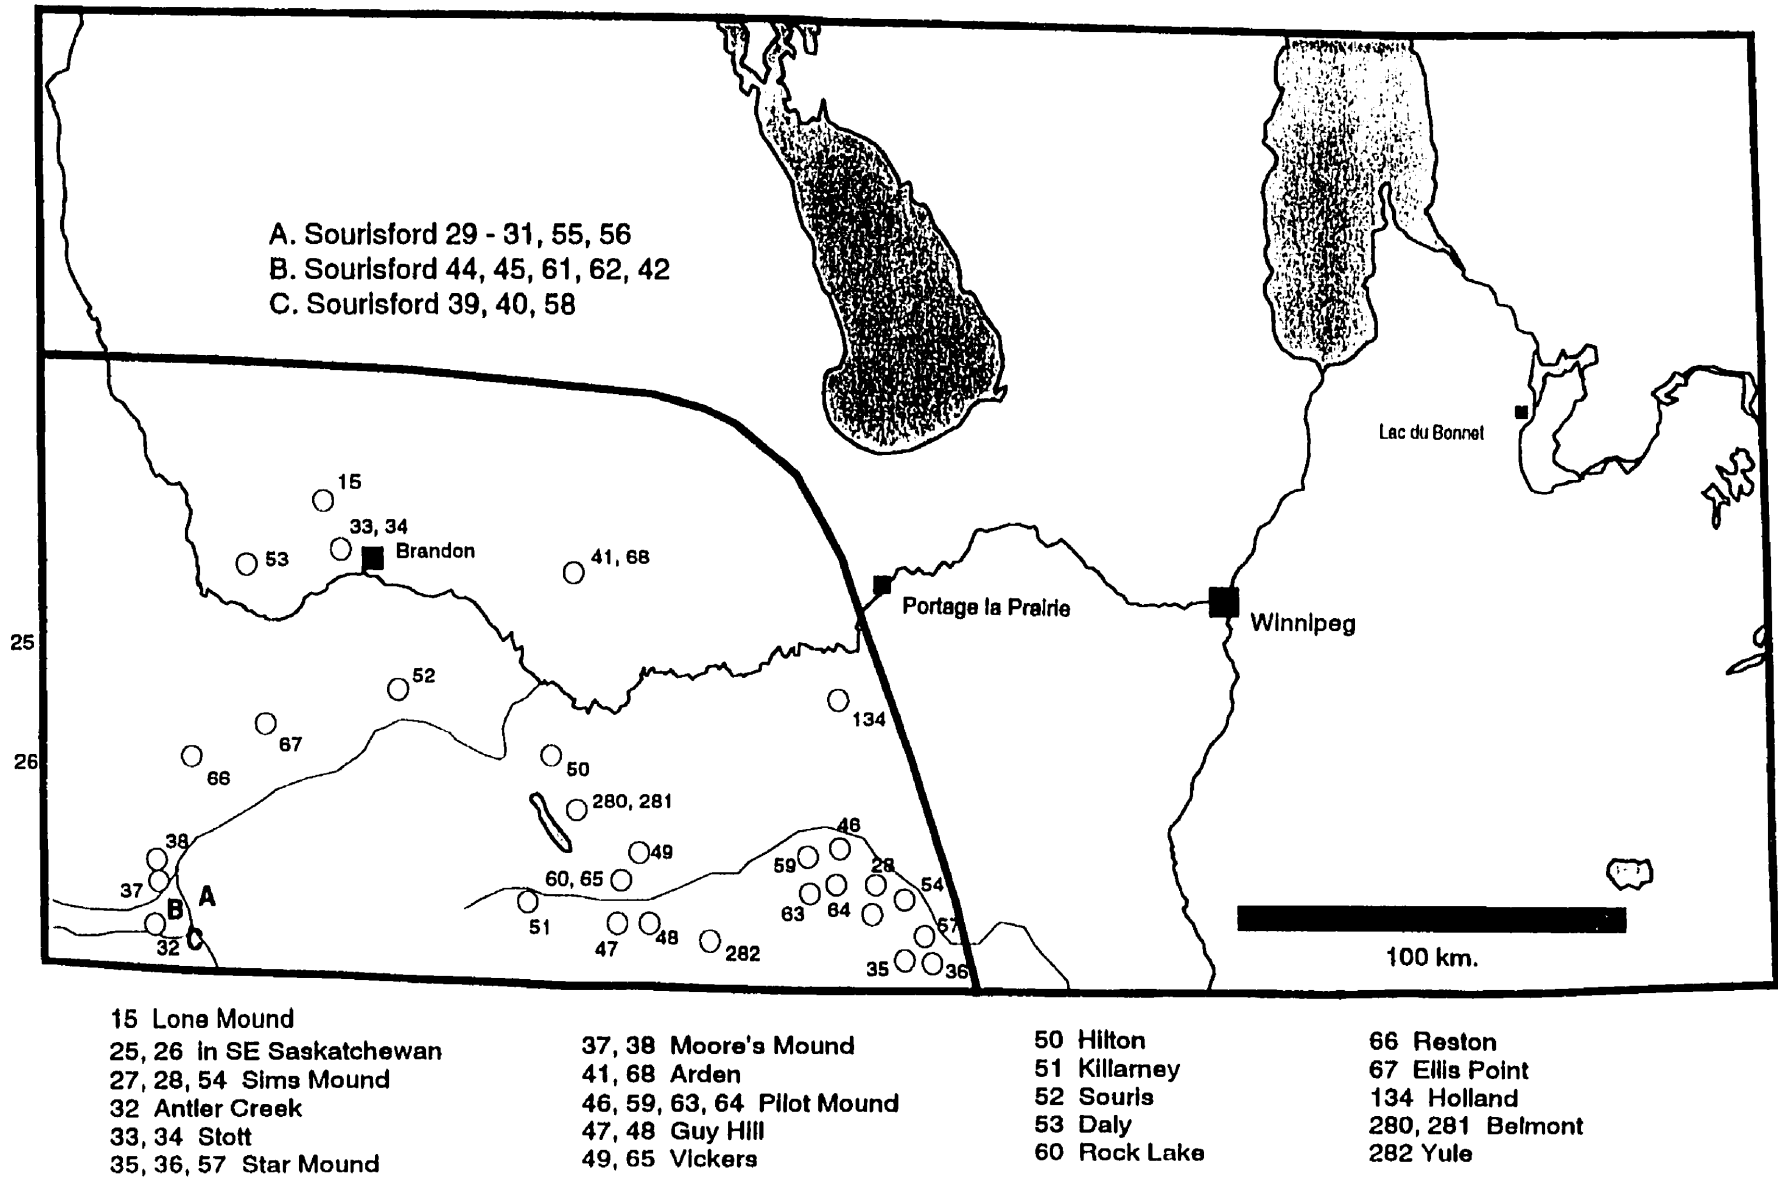 A. Sourisford 29 - 31, 55, 56
B. Sourisford 44, 45, 61, 62, 42
C. Sourisford 39, 40, 58
Lac du Bonnet
15
33, 34
Brandon
53
41, 68
Portage la Prairie
Winnipeg
25
52
134
67
26
66
50
280, 281
46
38
49
59
28
60, 65
54
37
A
B
63
64
51
57
32
C
47
48
282
35
36
100 km.
15 Lone Mound
25, 26 in SE Saskatchewan
27, 28, 54 Sims Mound
32 Antler Creek
33, 34 Stott
35, 36, 57 Star Mound
37, 38 Moore's Mound
41, 68 Arden
46, 59, 63, 64 Pilot Mound
47, 48 Guy Hill
49, 65 Vickers
50 Hilton
51 Killarney
52 Souris
53 Daly
60 Rock Lake
66 Reston
67 Ellis Point
134 Holland
280, 281 Belmont
282 Yule